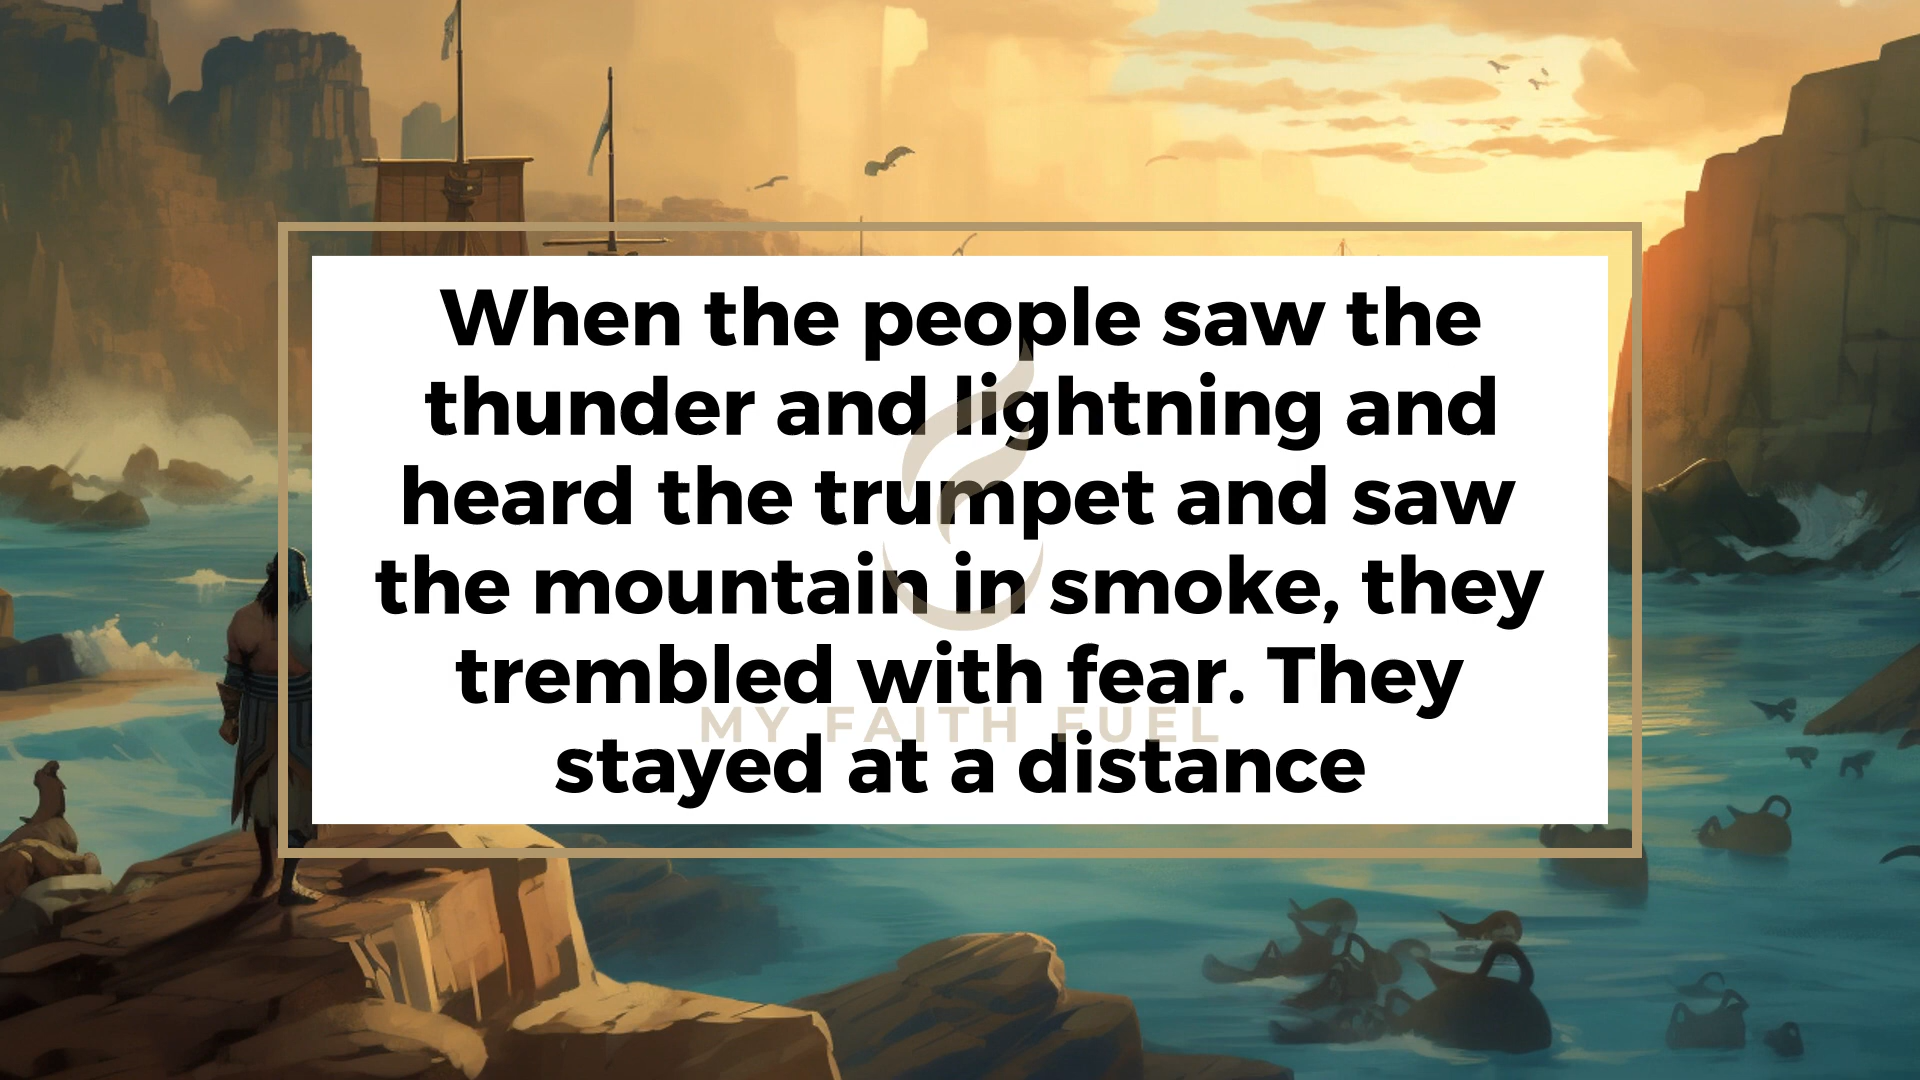 When the people saw the
thunder and lightning and
heard the trumpet and saw
the mountain in smoke, they
trembled with fear. They
MY FAITH FUEL
stayed at a distance